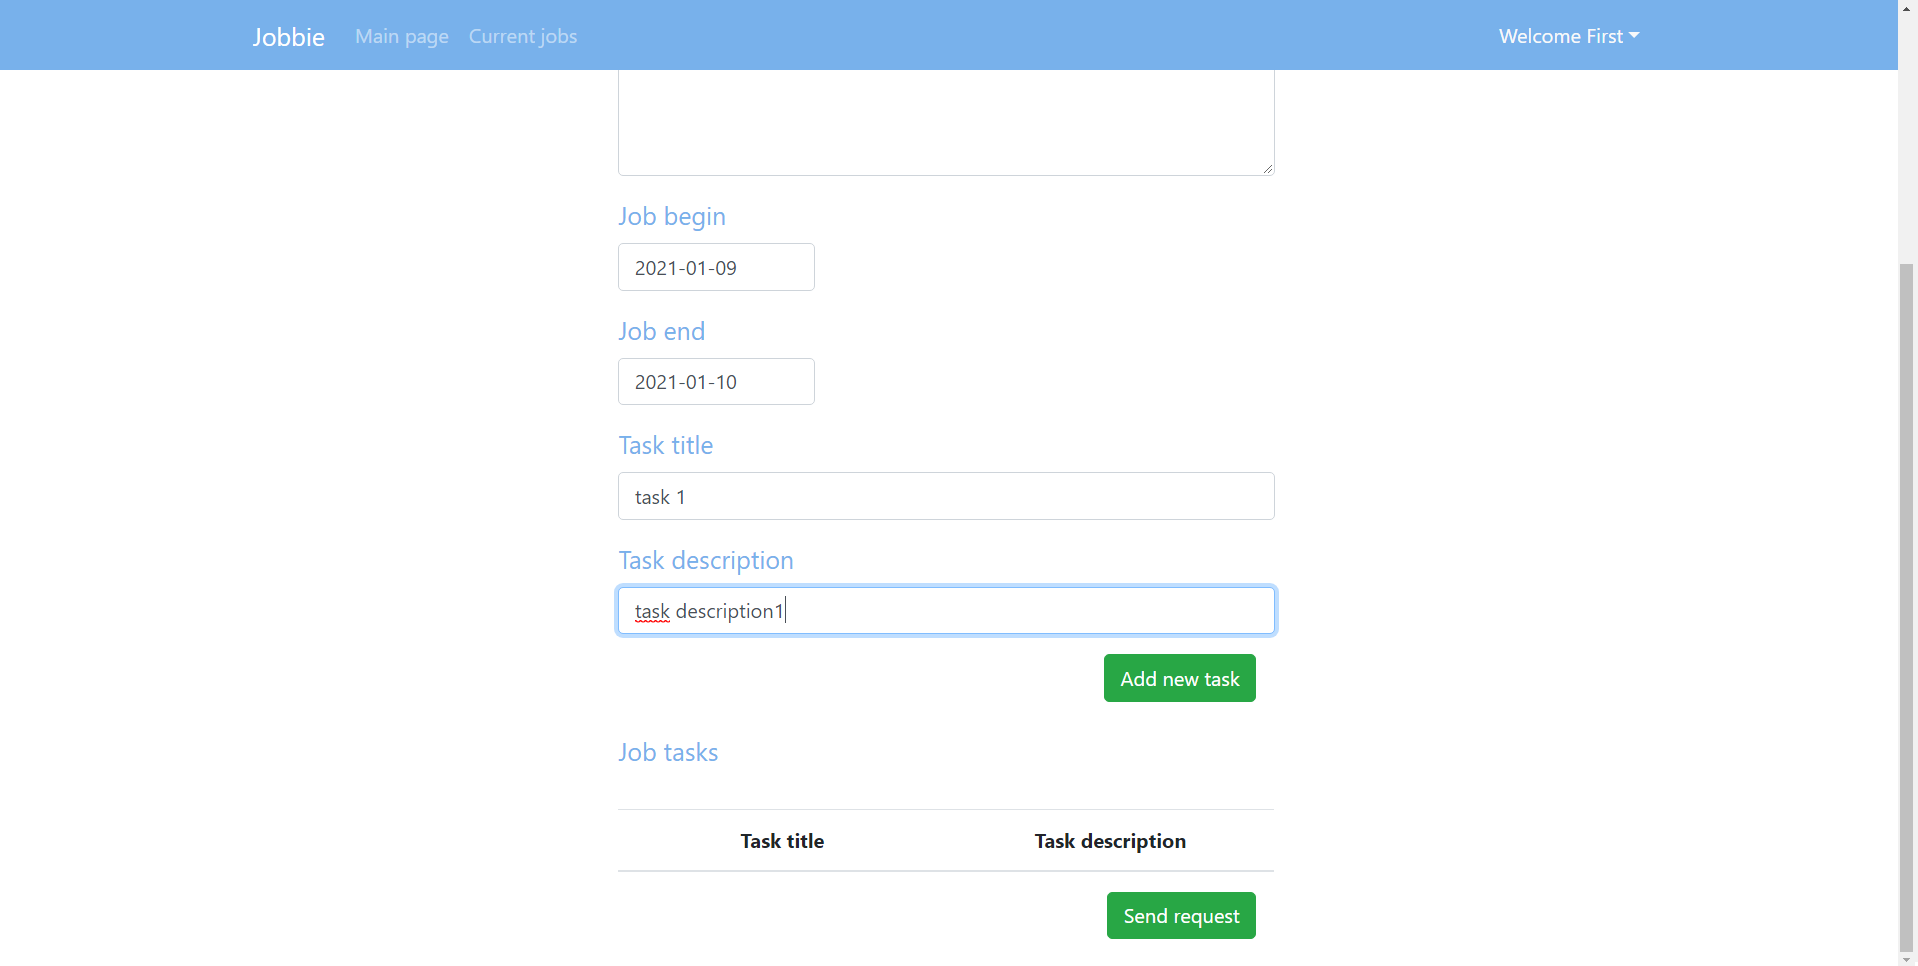 Jobbie Main page Current jobs Welcome First
Job begin
2021-01-09
Job end
2021-01-10
Task title
task 1
Task description
task description1
Add new task
Job tasks
Task title Task description
Send request